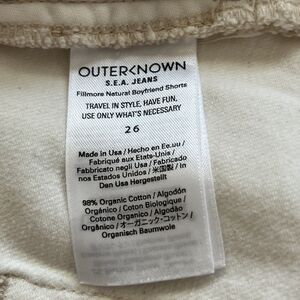 OUTERKNOWN
S.E.A. JEANS
Fillmore Natural Boyfriend Shorts
TRAVEL IN STYLE, HAVE FUN,
USE ONLY WHAT'S NECESSARY
26
Made in Usa / Hecho en Ee.uu /
Fabriqué aux Etats-Unis /
Fabbricato negli Usa / Fabricado
nos Estados Unidos / 米国製 / In
Den Usa Hergestellt
98% Organic Cotton / Algodón
Orgánico / Coton Biologique /
Cotone Organico / Algodão
Orgânico / オーガニック・コットン /
Organisch Baumwole